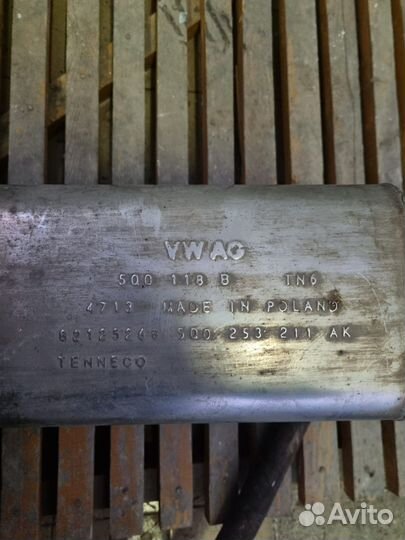 VWAG
5Q0 118 B TN6
4713 MADE IN POLAND
5Q0 253 211 AK
TENNECO
Avito